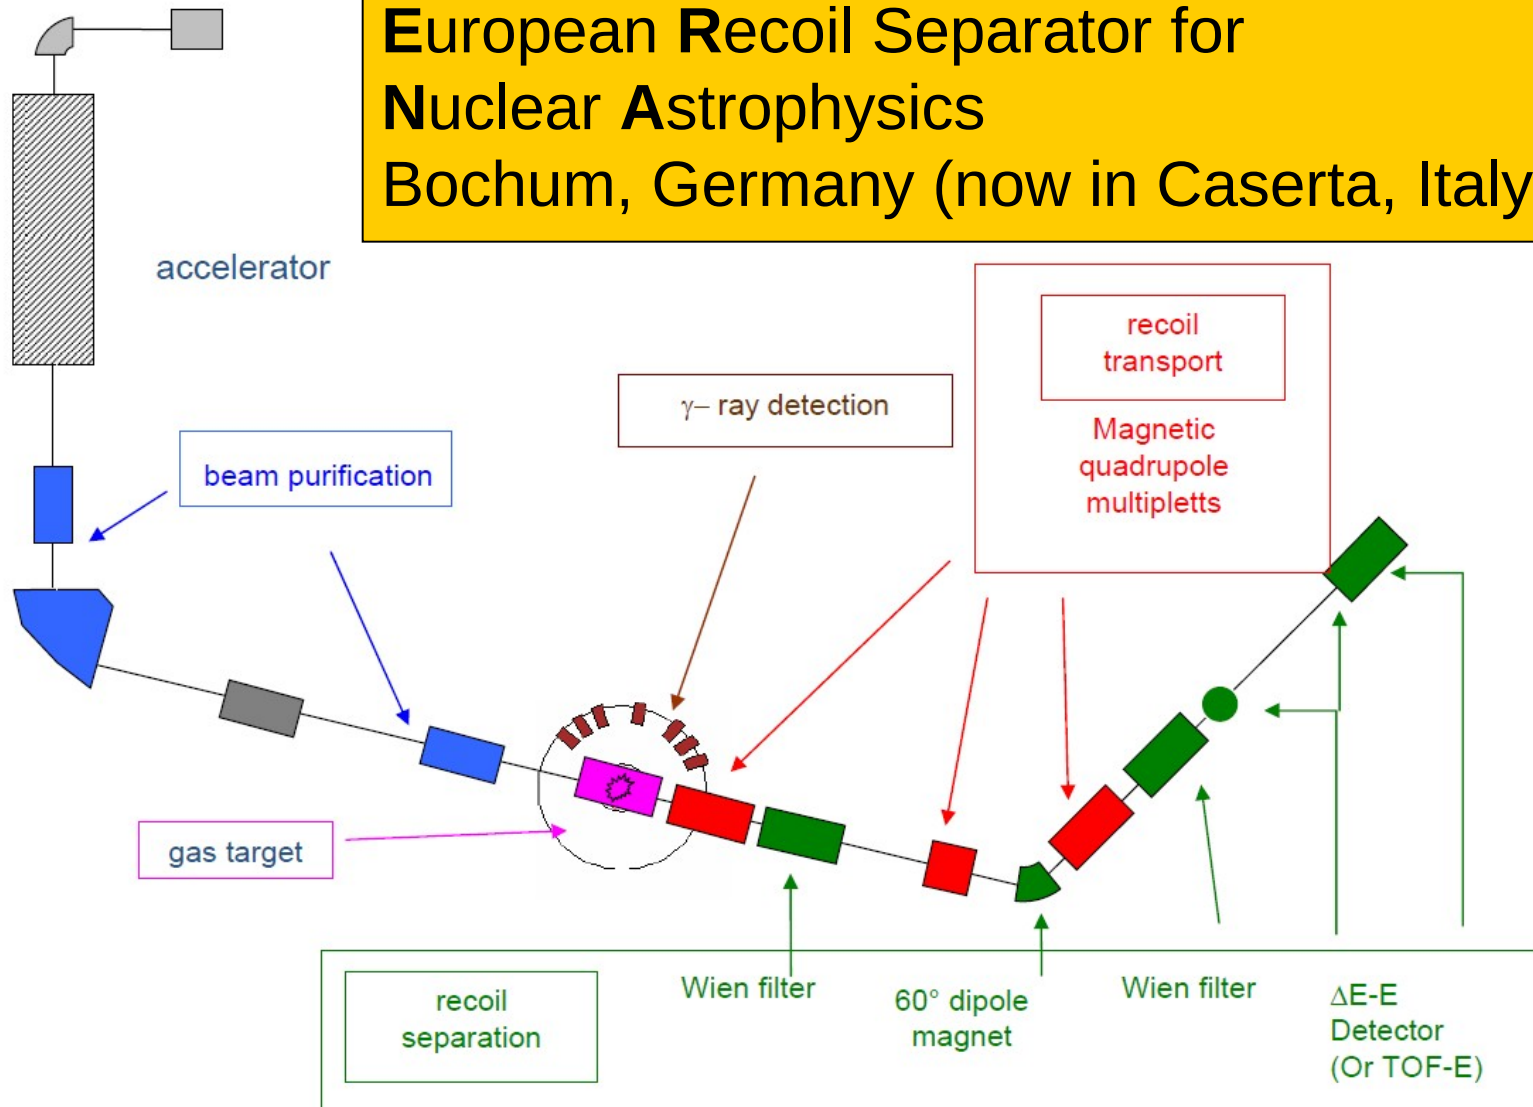 European Recoil Separator for
Nuclear Astrophysics
Bochum, Germany (now in Caserta, Italy
accelerator
recoil
transport
γ– ray detection
Magnetic
quadrupole
multipletts
beam purification
gas target
recoil
separation
Wien filter
60° dipole
magnet
Wien filter
ΔE-E
Detector
(Or TOF-E)